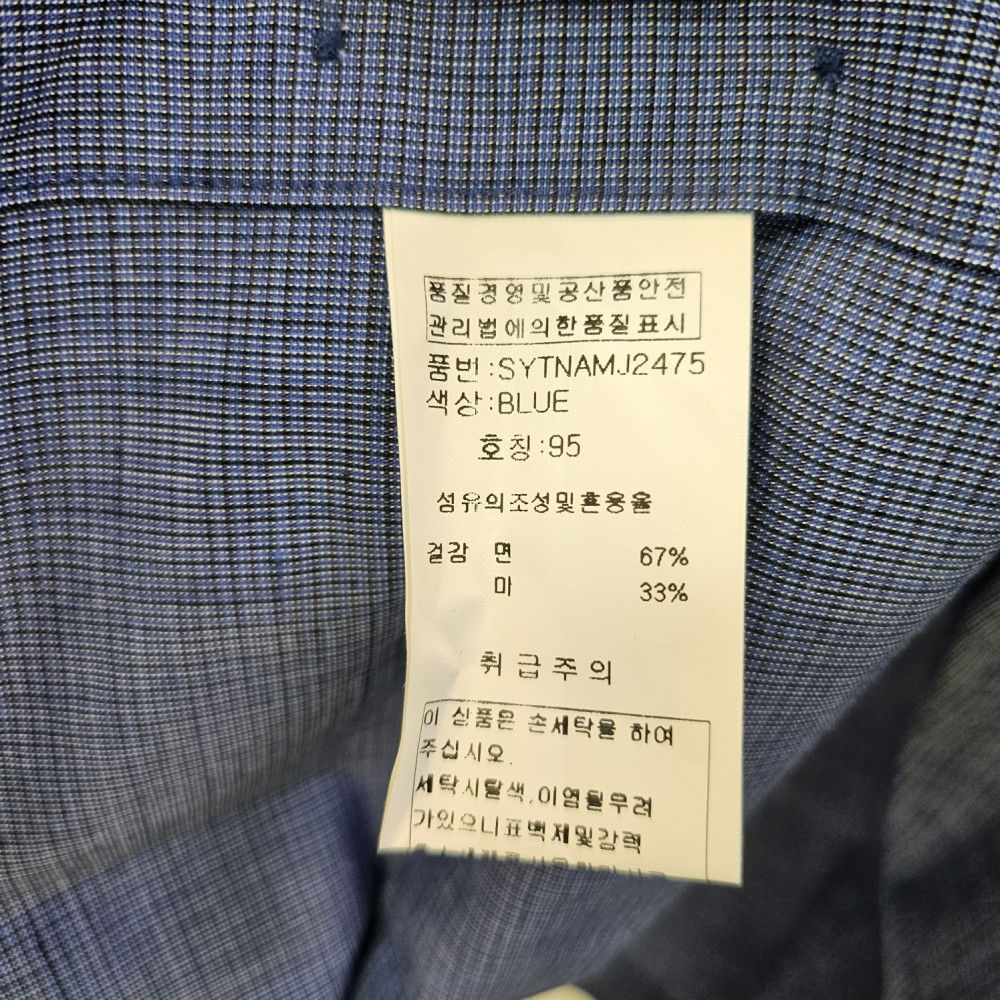 품질경영및공산품안전
관리법에의한품질표시
품번:SYTNAMJ2475
색상:BLUE
호칭:95
섬유의조성및혼용율
겉감 면 67%
마 33%
취급주의
이 상품은 손세탁을 하여
주십시오.
세탁시탈색,이염될우려
가있으니표백제및강력